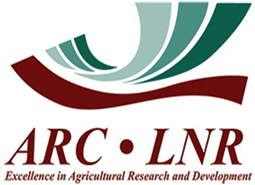 ARC • LNR
Excellence in Agricultural Research and Development